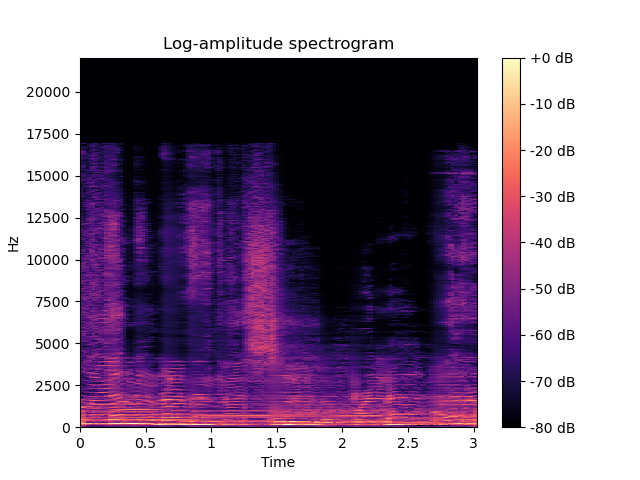 Log-amplitude spectrogram
Hz
20000
17500
15000
12500
10000
7500
5000
2500
0
0 0.5 1 1.5 2 2.5 3
Time
+0 dB
-10 dB
-20 dB
-30 dB
-40 dB
-50 dB
-60 dB
-70 dB
-80 dB